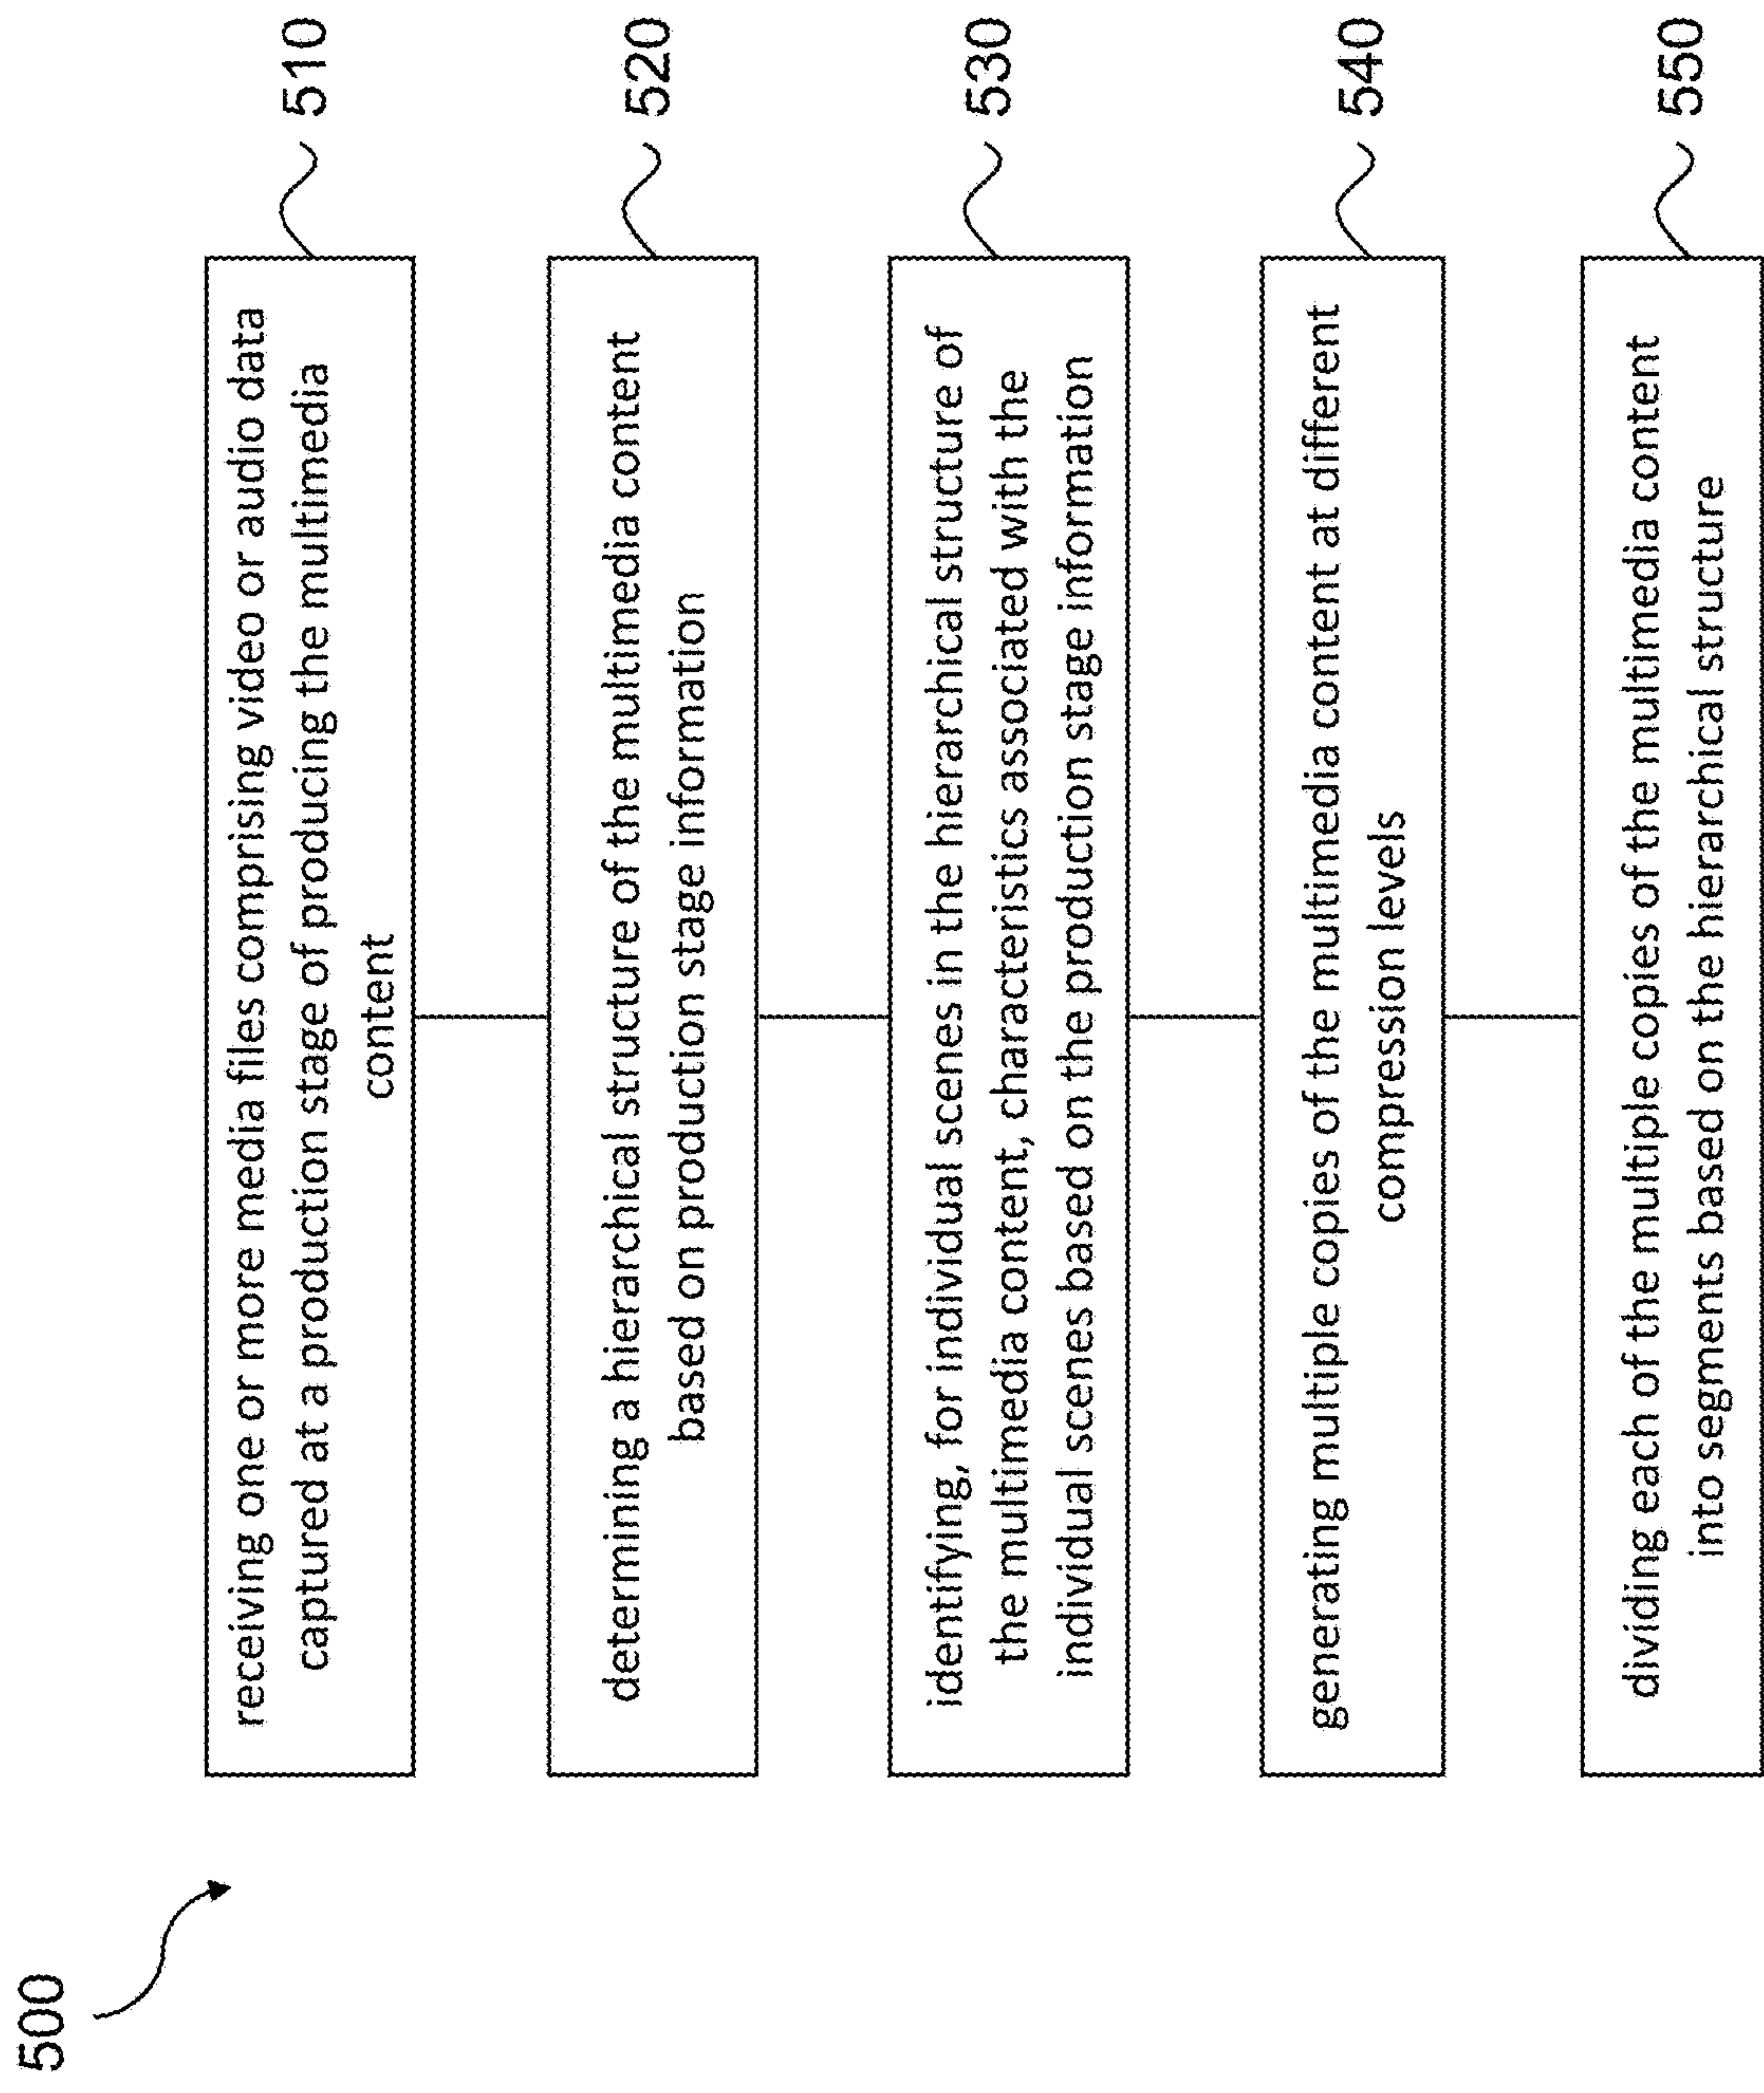 500
receiving one or more media files comprising video or audio data
captured at a production stage of producing the multimedia
content
510
determining a hierarchical structure of the multimedia content
based on production stage information
520
identifying, for individual scenes in the hierarchical structure of
the multimedia content, characteristics associated with the
individual scenes based on the production stage information
530
generating multiple copies of the multimedia content at different
compression levels
540
dividing each of the multiple copies of the multimedia content
into segments based on the hierarchical structure
550